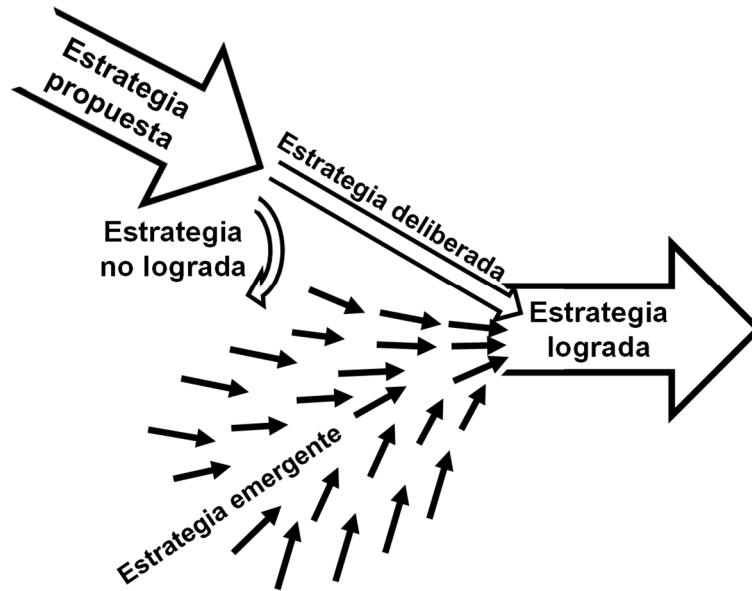 Estrategia
propuesta
Estrategia deliberada
Estrategia
no lograda
Estrategia
lograda
Estrategia emergente